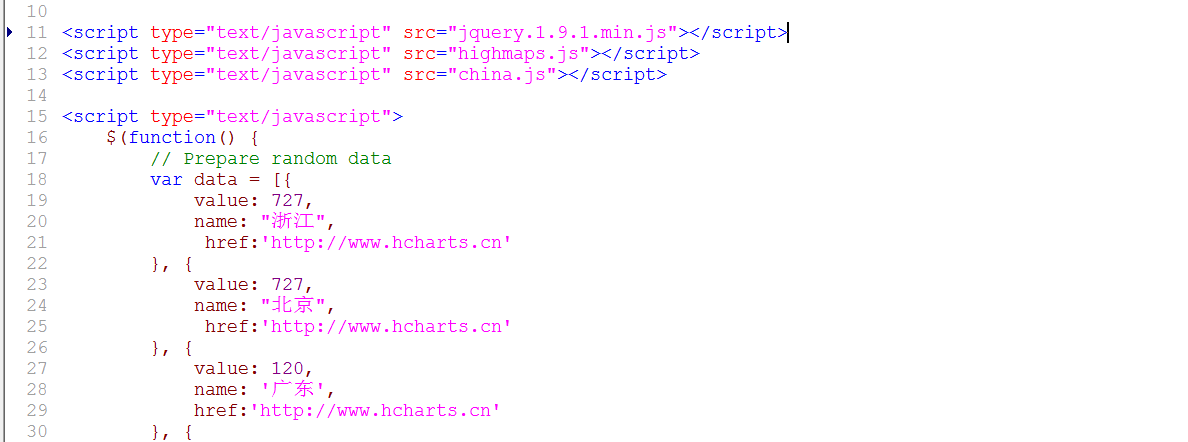 10
11 <script type="text/javascript" src="jquery.1.9.1.min.js"></script>
12 <script type="text/javascript" src="highmaps.js"></script>
13 <script type="text/javascript" src="china.js"></script>
14
15 <script type="text/javascript">
16     $(function() {
17         // Prepare random data
18         var data = [{
19             value: 727,
20             name: "浙江",
21              href:'http://www.hcharts.cn'
22         }, {
23             value: 727,
24             name: "北京",
25              href:'http://www.hcharts.cn'
26         }, {
27             value: 120,
28             name: '广东',
29             href:'http://www.hcharts.cn'
30         }, {